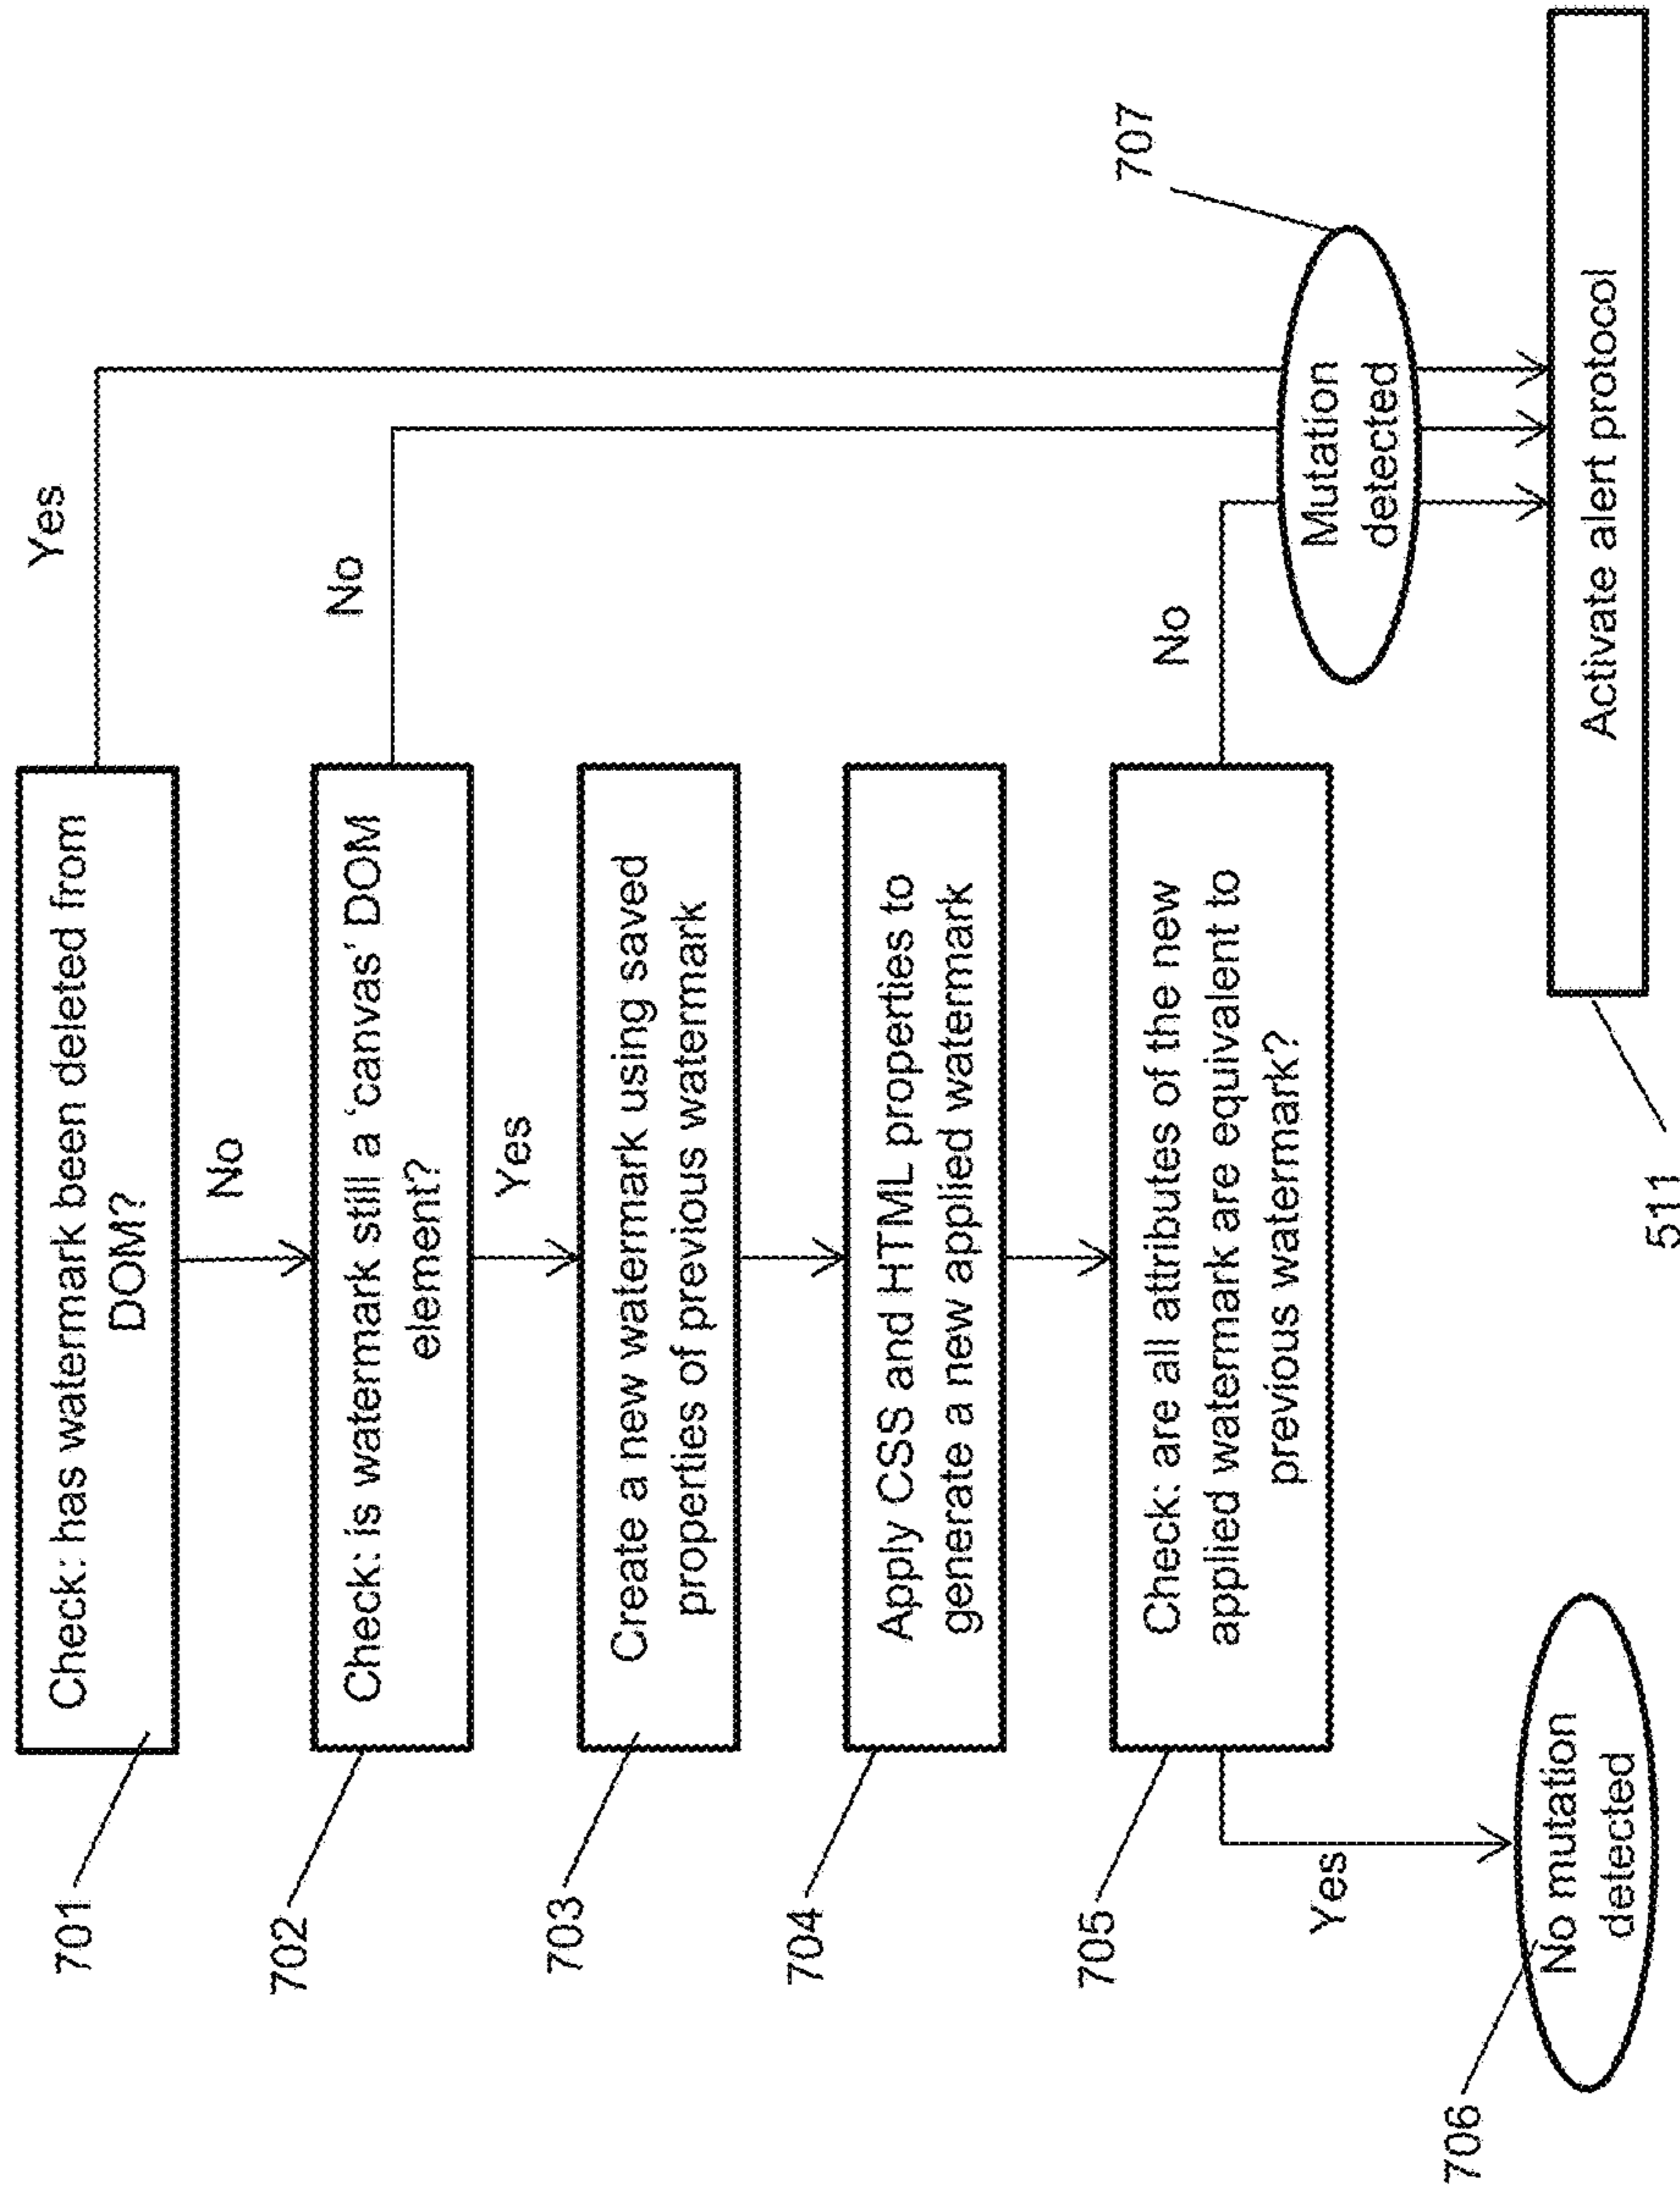 701
Check: has watermark been deleted from
DOM?
Yes
No
702
Check: is watermark still a ‘canvas’ DOM
element?
No
Yes
703
Create a new watermark using saved
properties of previous watermark
704
Apply CSS and HTML properties to
generate a new applied watermark
705
Check: are all attributes of the new
applied watermark are equivalent to
previous watermark?
No
Yes
707
Mutation
detected
706
No mutation
detected
Activate alert protocol
511